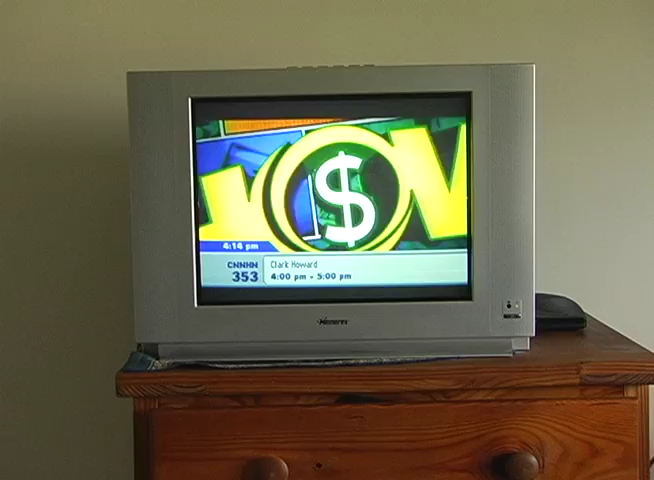 $
4:14 pm
CNNHN
353
Clark Howard
4:00 pm - 5:00 pm